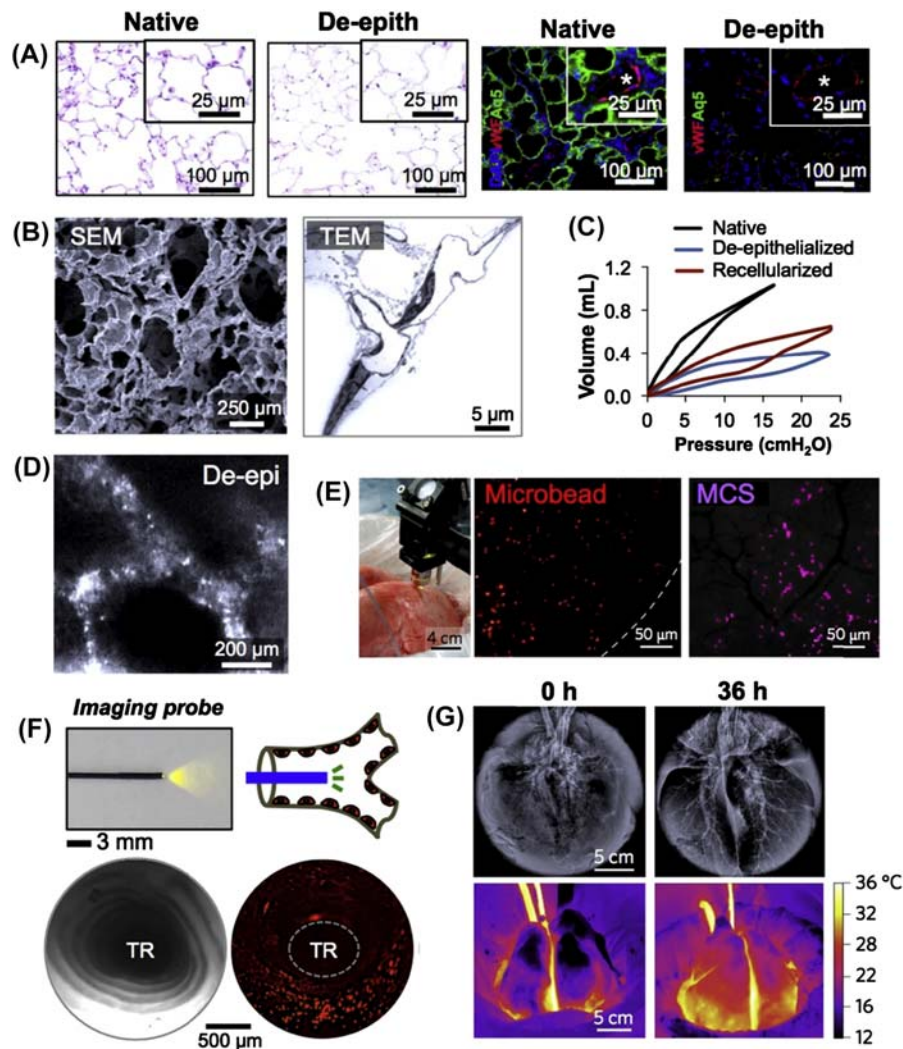 Native
De-epith
Native
De-epith
(A)
25 µm
100 µm
25 µm
100 µm
DAPI vWF Aq5
*
25 µm
100 µm
vWF Aq5
*
25 µm
100 µm
(B)
SEM
250 µm
TEM
5 µm
(C)
Native
De-epithelialized
Recellularized
Volume (mL)
1.2
0.8
0.4
0.0
0 5 10 15 20 25
Pressure (cmH2O)
(D)
De-epi
200 µm
(E)
4 cm
Microbead
50 µm
MCS
50 µm
(F)
Imaging probe
3 mm
TR
TR
500 µm
(G)
0 h
36 h
5 cm
5 cm
36 °C
32
28
22
16
12